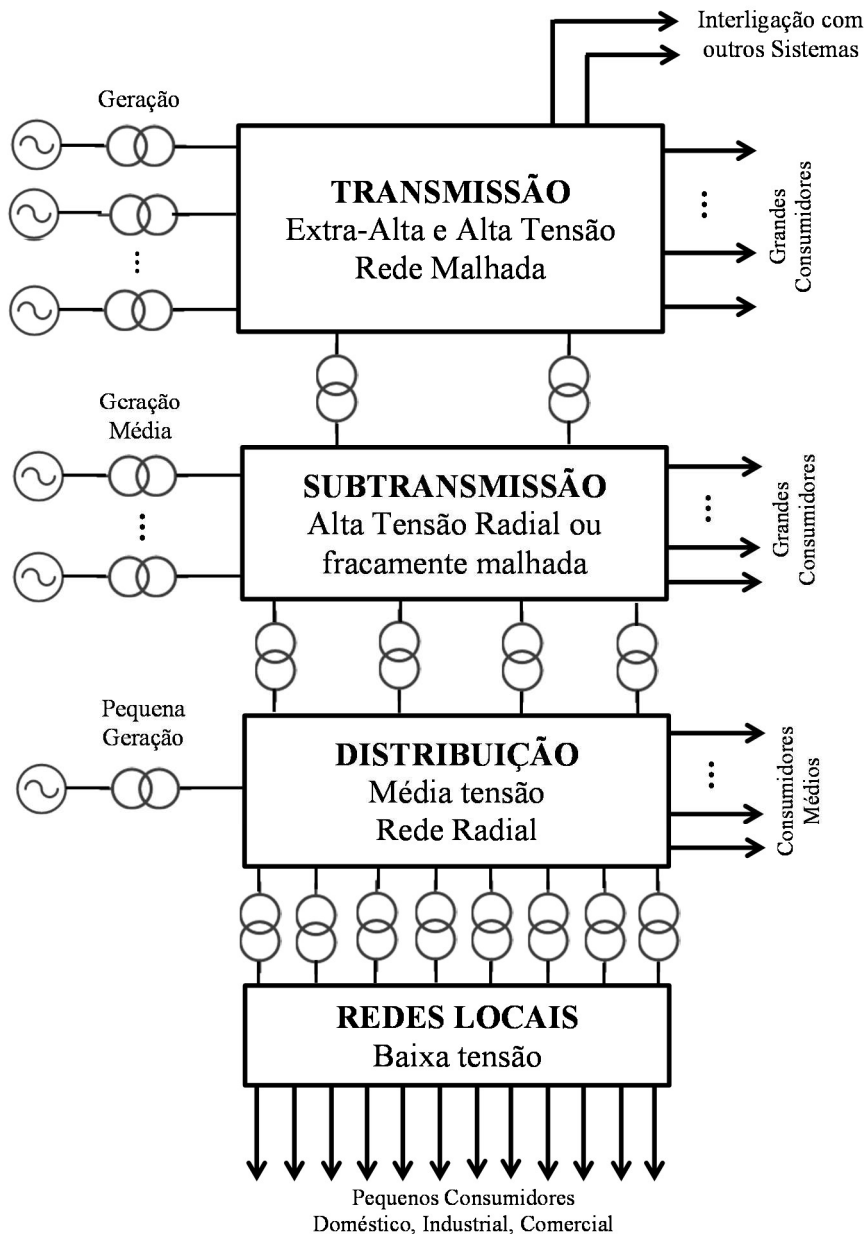 Interligação com
outros Sistemas
Geração
TRANSMISSÃO
Extra-Alta e Alta Tensão
Rede Malhada
Grandes
Consumidores
Geração
Média
SUBTRANSMISSÃO
Alta Tensão Radial ou
fracamente malhada
Grandes
Consumidores
Pequena
Geração
DISTRIBUIÇÃO
Média tensão
Rede Radial
Consumidores
Médios
REDES LOCAIS
Baixa tensão
Pequenos Consumidores
Doméstico, Industrial, Comercial